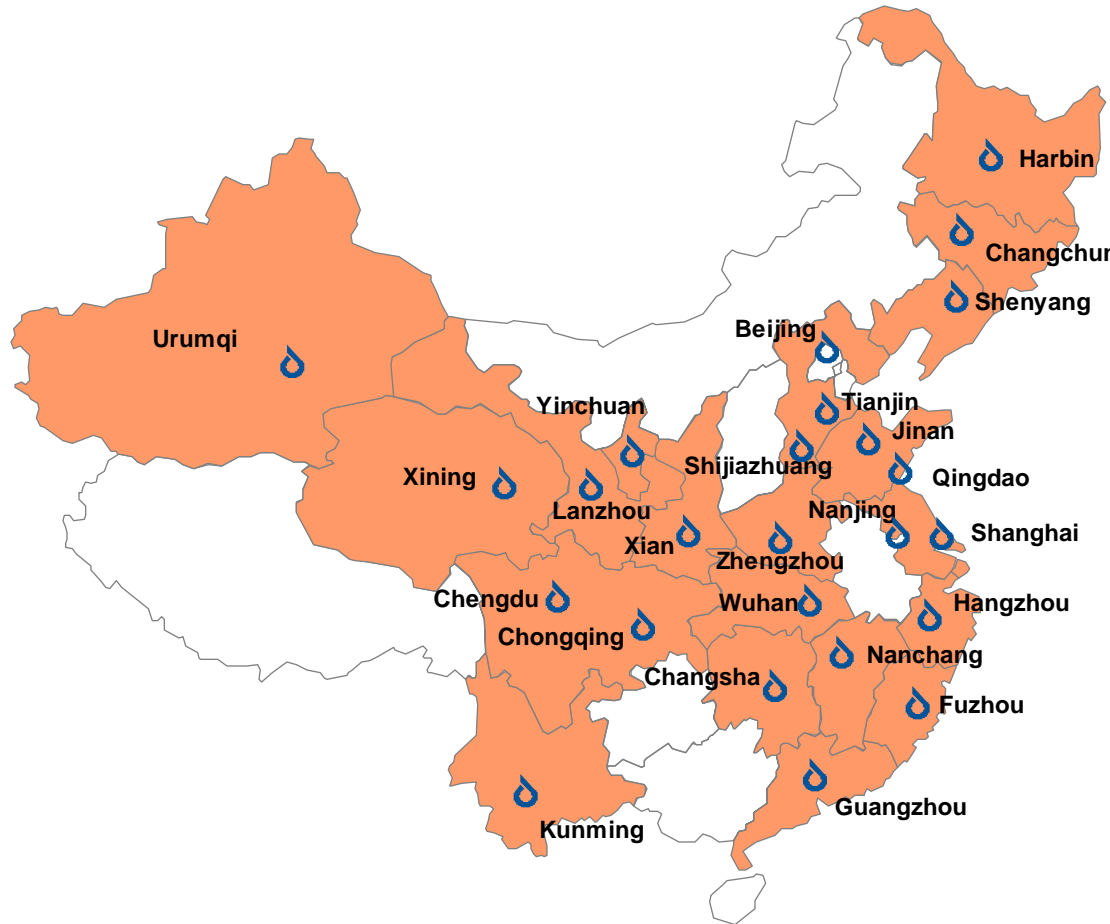 Harbin
Changchun
Shenyang
Beijing
Urumqi
Yinchuan
Tianjin
Jinan
Shijiazhuang
Xining
Qingdao
Lanzhou
Nanjing
Shanghai
Xian
Zhengzhou
Chengdu
Wuhan
Hangzhou
Chongqing
Nanchang
Changsha
Fuzhou
Guangzhou
Kunming